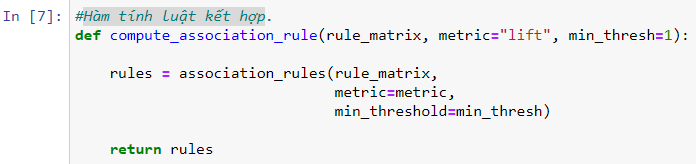 In [7]: #Hàm tính luật kết hợp.
def compute_association_rule(rule_matrix, metric="lift", min_thresh=1):
rules = association_rules(rule_matrix,
metric=metric,
min_threshold=min_thresh)
return rules